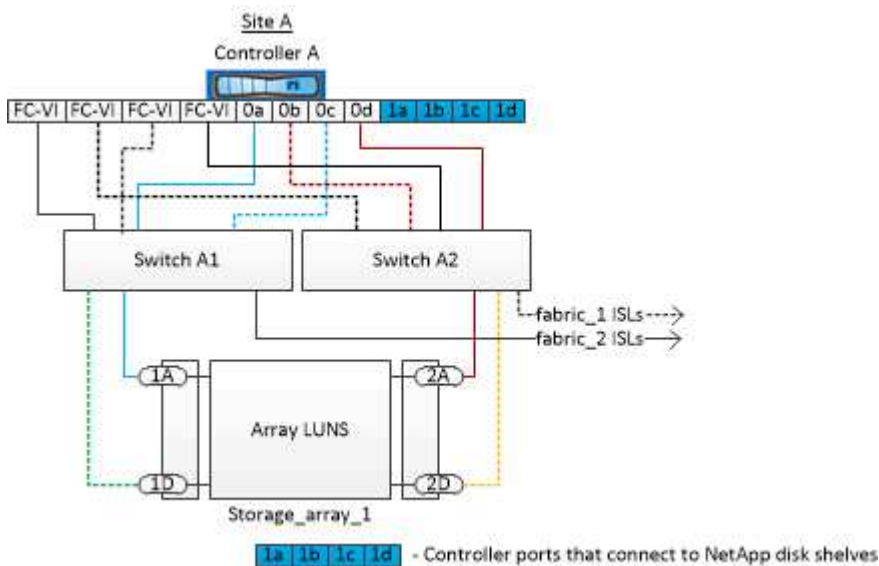 Site A
Controller A
FC-VI FC-VI FC-VI FC-VI 0a 0b 0c 0d 1a 1b 1c 1d
Switch A1 Switch A2
fabric_1 ISLs
fabric_2 ISLs
1A 2A
Array LUNS
1D 2D
Storage_array_1
1a 1b 1c 1d - Controller ports that connect to NetApp disk shelves